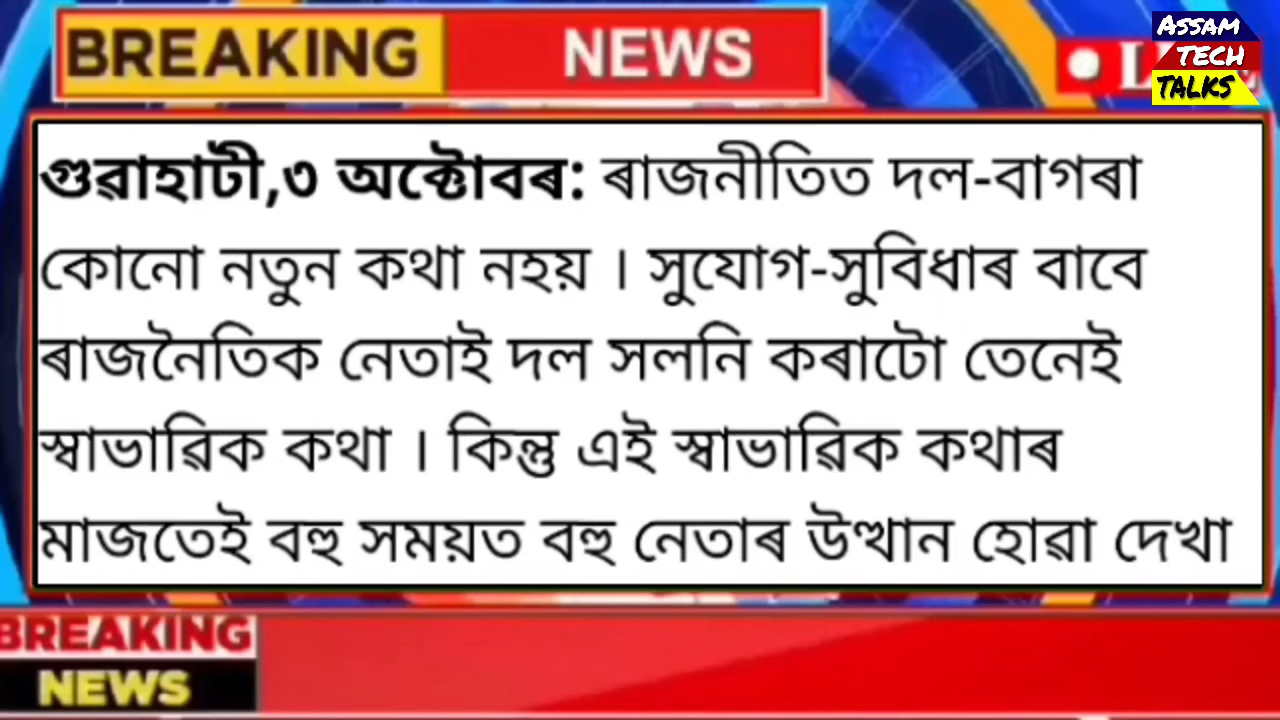 BREAKING NEWS
ASSAM
TECH
TALKS
গুৱাহাটী,৩ অক্টোবৰ: ৰাজনীতিত দল-বাগৰা
কোনো নতুন কথা নহয় । সুযোগ-সুবিধাৰ বাবে
ৰাজনৈতিক নেতাই দল সলনি কৰাটো তেনেই
স্বাভাৱিক কথা । কিন্তু এই স্বাভাৱিক কথাৰ
মাজতেই বহু সময়ত বহু নেতাৰ উত্থান হোৱা দেখা
BREAKING
NEWS